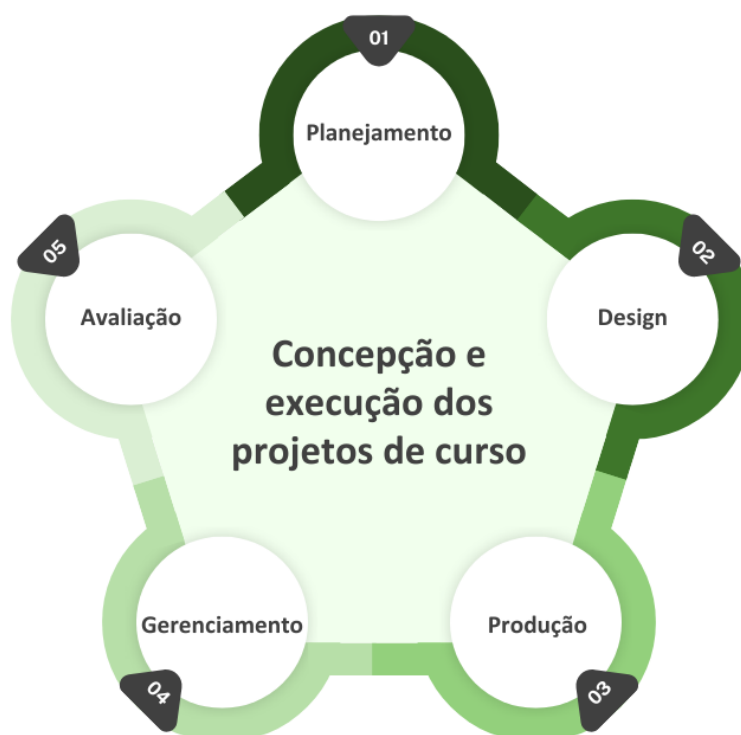 01
Planejamento
02
Design
03
Produção
04
Gerenciamento
05
Avaliação
Concepção e
execução dos
projetos de curso